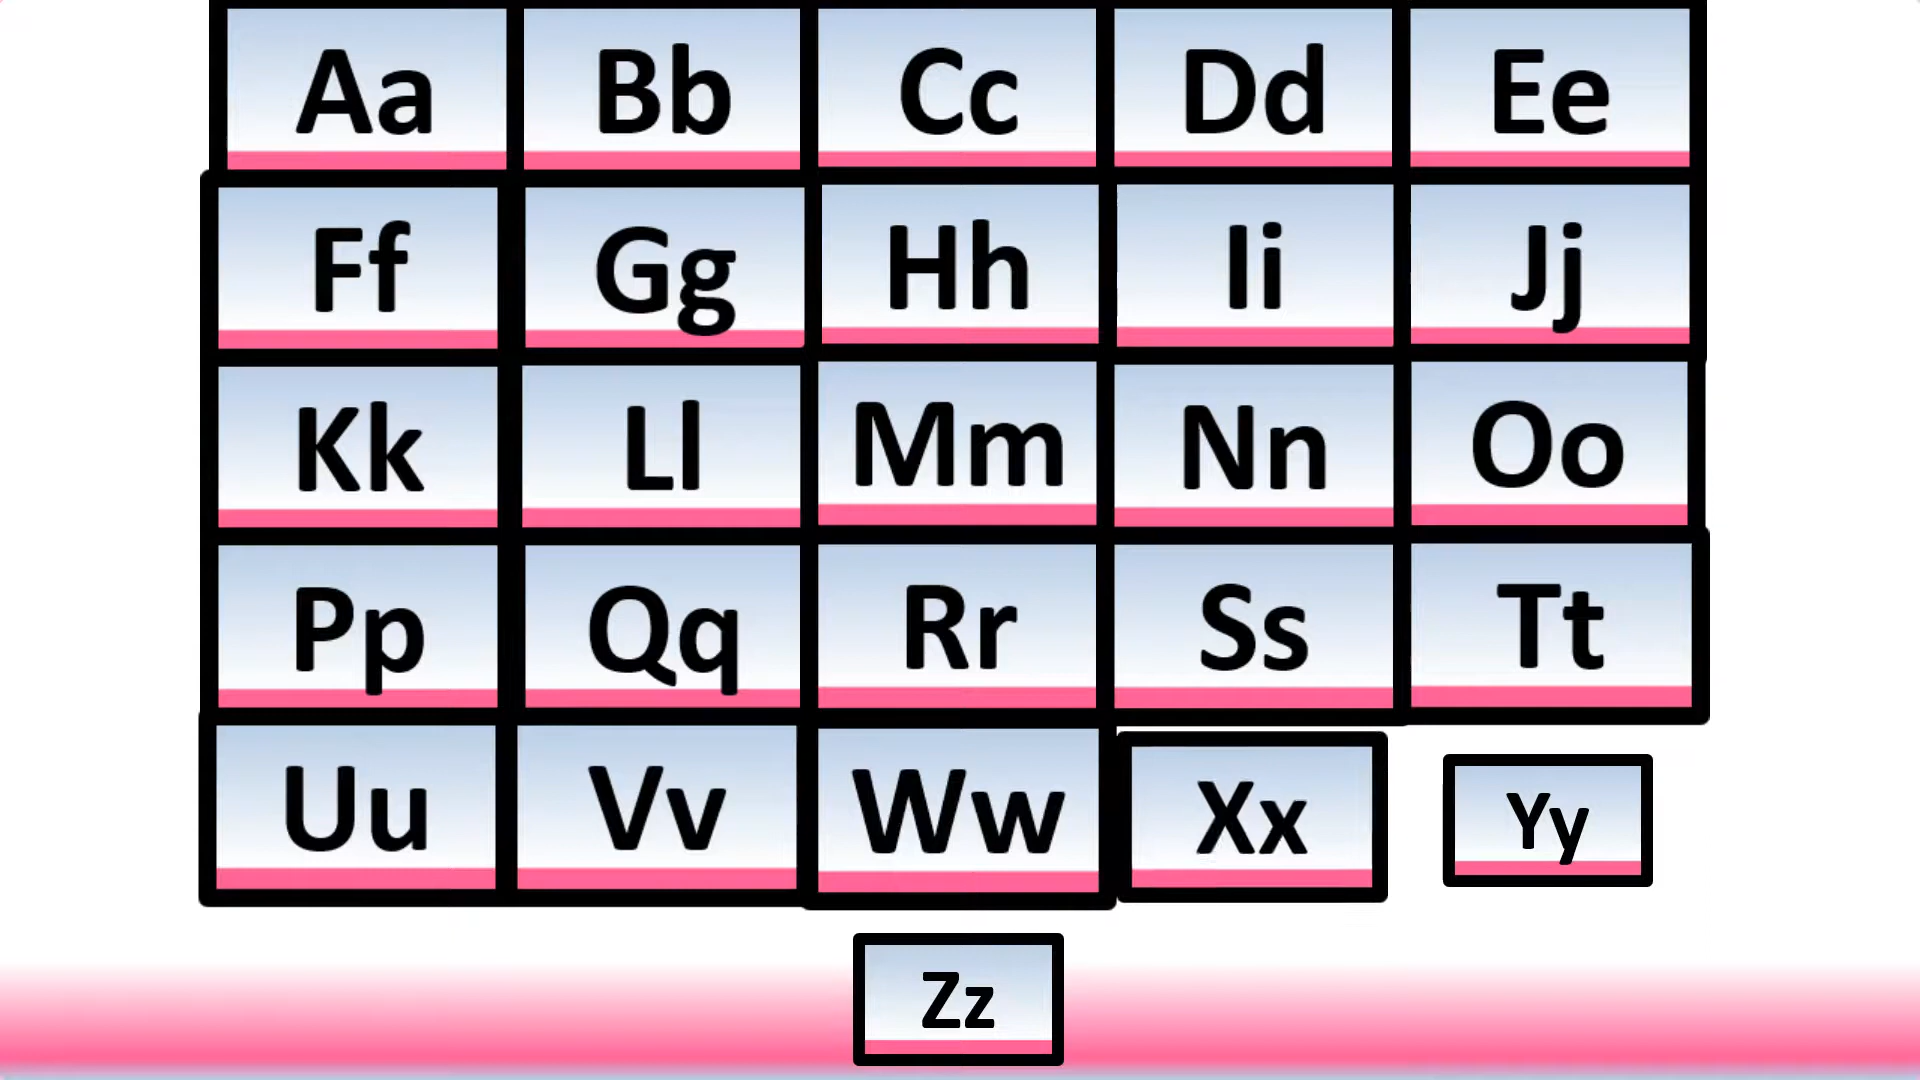 Aa Bb Cc Dd Ee
Ff Gg Hh Ii Jj
Kk Ll Mm Nn Oo
Pp Qq Rr Ss Tt
Uu Vv Ww Xx Yy
Zz